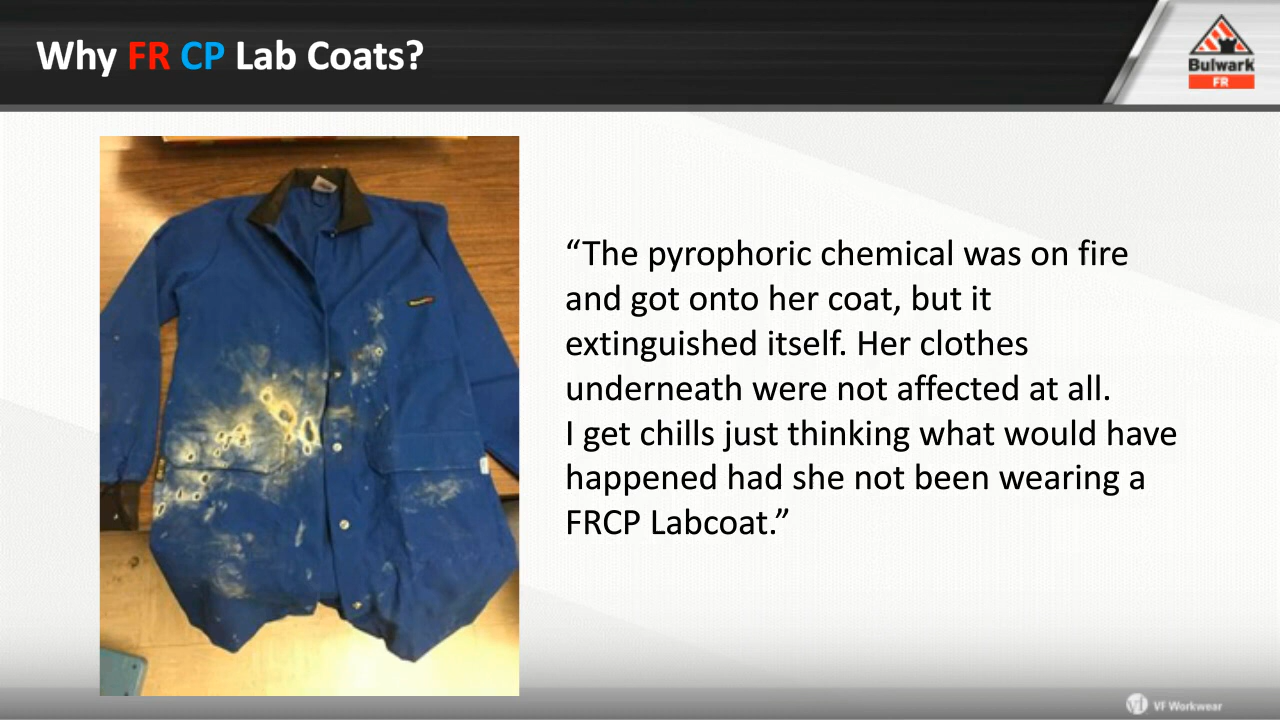 Why FR CP Lab Coats?
Bulwark
FR
“The pyrophoric chemical was on fire
and got onto her coat, but it
extinguished itself. Her clothes
underneath were not affected at all.
I get chills just thinking what would have
happened had she not been wearing a
FRCP Labcoat.”
VF Workwear